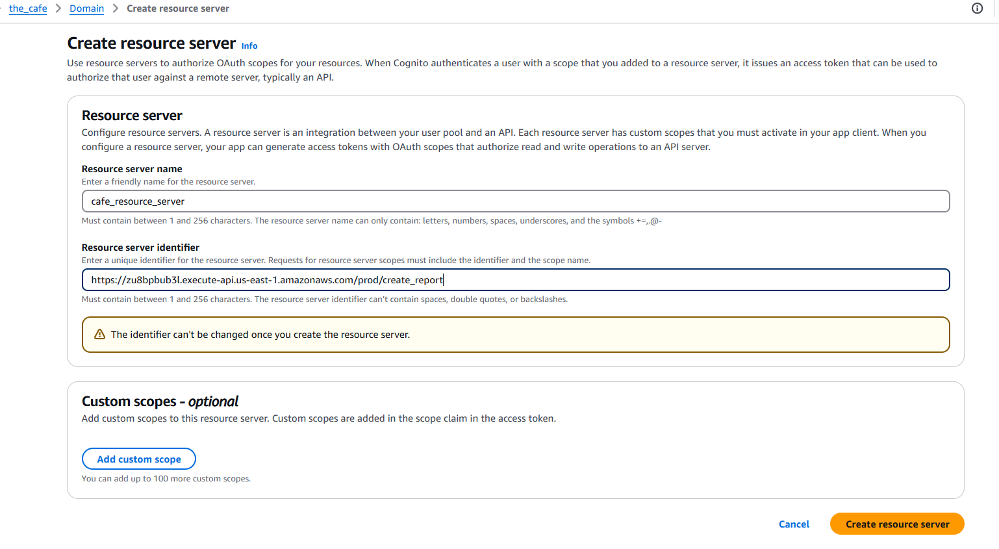 the_cafe > Domain > Create resource server
Create resource server Info
Use resource servers to authorize OAuth scopes for your resources. When Cognito authenticates a user with a scope that you added to a resource server, it issues an access token that can be used to
authorize that user against a remote server, typically an API.
Resource server
Configure resource servers. A resource server is an integration between your user pool and an API. Each resource server has custom scopes that you must activate in your app client. When you
configure a resource server, your app can generate access tokens with OAuth scopes that authorize read and write operations to an API server.
Resource server name
Enter a friendly name for the resource server.
cafe_resource_server
Must contain between 1 and 256 characters. The resource server name can only contain: letters, numbers, spaces, underscores, and the symbols +=,.@-
Resource server identifier
Enter a unique identifier for the resource server. Requests for resource server scopes must include the identifier and the scope name.
https://zu8bpbub3l.execute-api.us-east-1.amazonaws.com/prod/create_report
Must contain between 1 and 256 characters. The resource server identifier can't contain spaces, double quotes, or backslashes.
The identifier can't be changed once you create the resource server.
Custom scopes - optional
Add custom scopes to this resource server. Custom scopes are added in the scope claim in the access token.
Add custom scope
You can add up to 100 more custom scopes.
Cancel
Create resource server